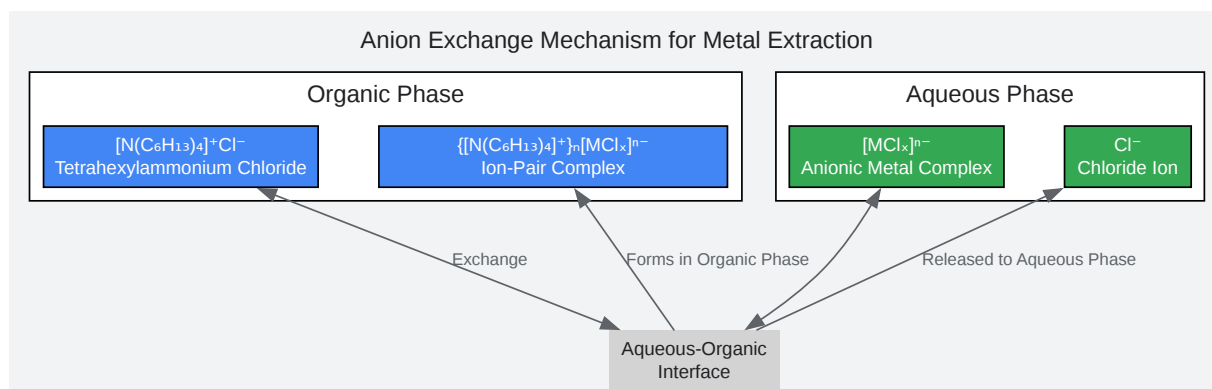 Anion Exchange Mechanism for Metal Extraction
Organic Phase
[N(C₆H₁₃)₄]⁺Cl⁻
Tetrahexylammonium Chloride
{[N(C₆H₁₃)₄]⁺}ₙ[MClₓ]ⁿ⁻
Ion-Pair Complex
Aqueous Phase
[MClₓ]ⁿ⁻
Anionic Metal Complex
Cl⁻
Chloride Ion
Exchange
Forms in Organic Phase
Released to Aqueous Phase
Aqueous-Organic
Interface